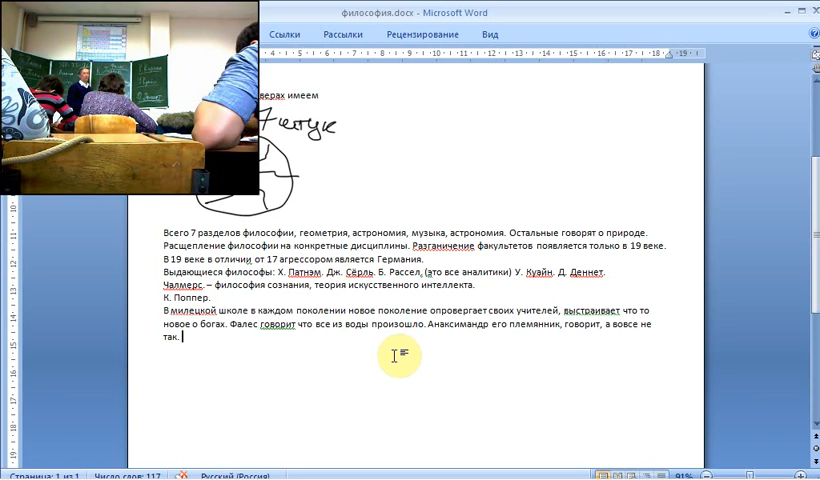 философия.docx - Microsoft Word
Ссылки Рассылки Рецензирование Вид
верах имеем
7 штук
Всего 7 разделов философии, геометрия, астрономия, музыка, астрономия. Остальные говорят о природе.
Расщепление философии на конкретные дисциплины. Разганичение факультетов появляется только в 19 веке.
В 19 веке в отличии от 17 агрессором является Германия.
Выдающиеся философы: Х. Патнэм. Дж. Сёрль. Б. Рассел, (это все аналитики) У. Куайн. Д. Деннет.
Чалмерс. – философия сознания, теория искусственного интеллекта.
К. Поппер.
В милецкой школе в каждом поколении новое поколение опровергает своих учителей, выстраивает что то
новое о богах. Фалес говорит что все из воды произошло. Анаксимандр его племянник, говорит, а вовсе не
так.
Страница: 1 из 1 Число слов: 117 Русский (Россия) 91%